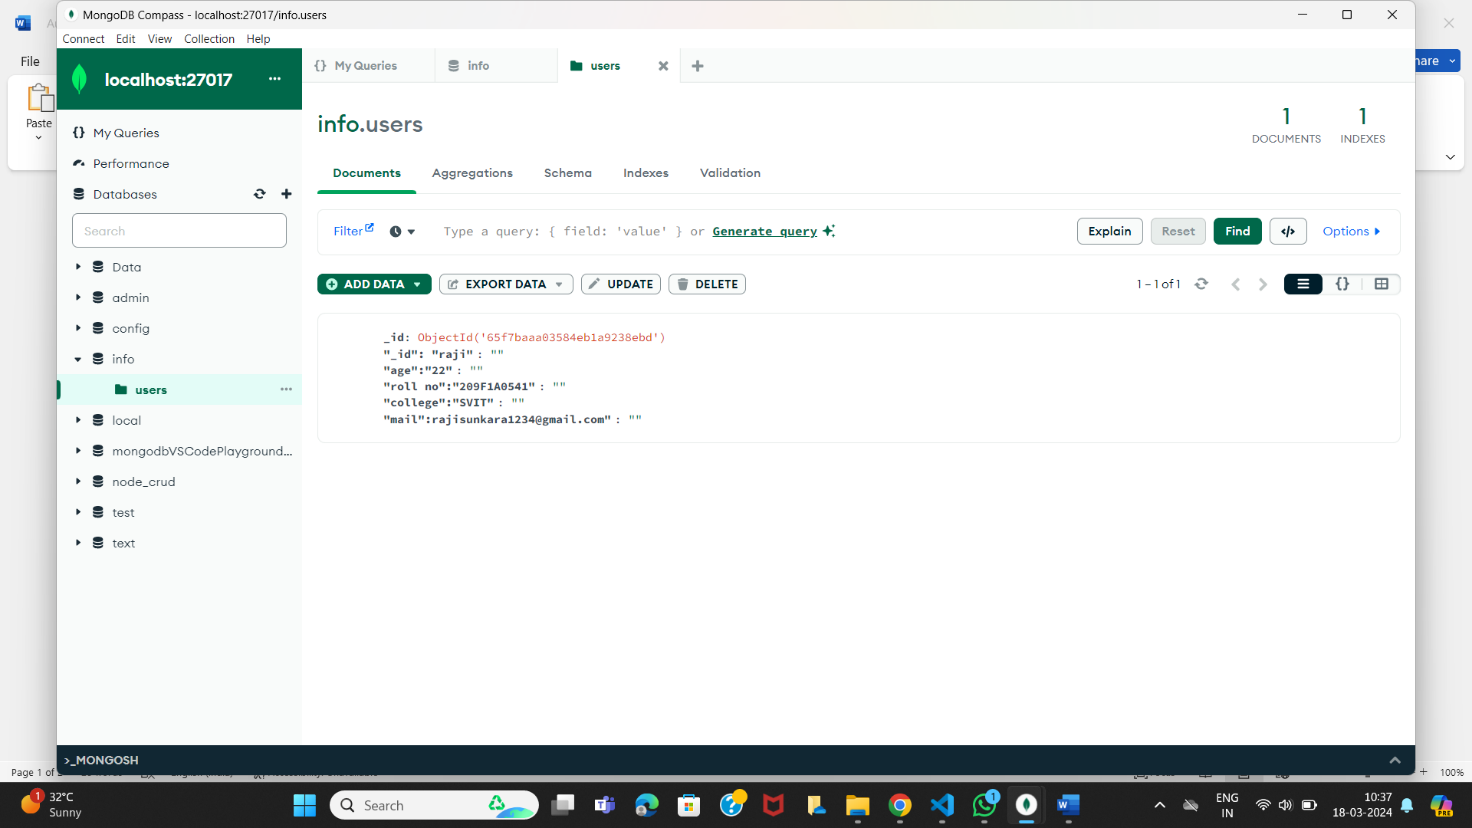 MongoDB Compass - localhost:27017/info.users
Connect Edit View Collection Help
File
Paste
hare
localhost:27017
My Queries
info
users
{} My Queries
Performance
Databases
Search
Data
admin
config
info
users
local
mongodbVSCodePlayground...
node_crud
test
text
info.users
1
DOCUMENTS
1
INDEXES
Documents Aggregations Schema Indexes Validation
Filter
Type a query: { field: 'value' } or Generate query
Explain Reset Find </> Options
ADD DATA EXPORT DATA UPDATE DELETE
1 – 1 of 1
{}
_id: ObjectId('65f7baaa03584eb1a9238ebd')
"_id": "raji" : ""
"age":"22" : ""
"roll no":"209F1A0541" : ""
"college":"SVIT" : ""
"mail":rajisunkara1234@gmail.com" : ""
>_MONGOSH
Page 1 of
100%
1
32°C
Sunny
Search
1
ENG
IN
10:37
18-03-2024
PRE